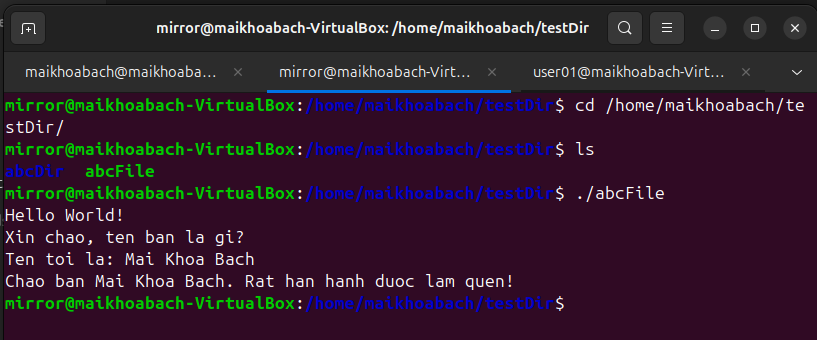 mirror@maikhoabach-VirtualBox: /home/maikhoabach/testDir
maikhoabach@maikhoaba...
mirror@maikhoabach-Virt...
user01@maikhoabach-Virt...
mirror@maikhoabach-VirtualBox:/home/maikhoabach/testDir$ cd /home/maikhoabach/te
stDir/
mirror@maikhoabach-VirtualBox:/home/maikhoabach/testDir$ ls
abcDir  abcFile
mirror@maikhoabach-VirtualBox:/home/maikhoabach/testDir$ ./abcFile
Hello World!
Xin chao, ten ban la gi?
Ten toi la: Mai Khoa Bach
Chao ban Mai Khoa Bach. Rat han hanh duoc lam quen!
mirror@maikhoabach-VirtualBox:/home/maikhoabach/testDir$